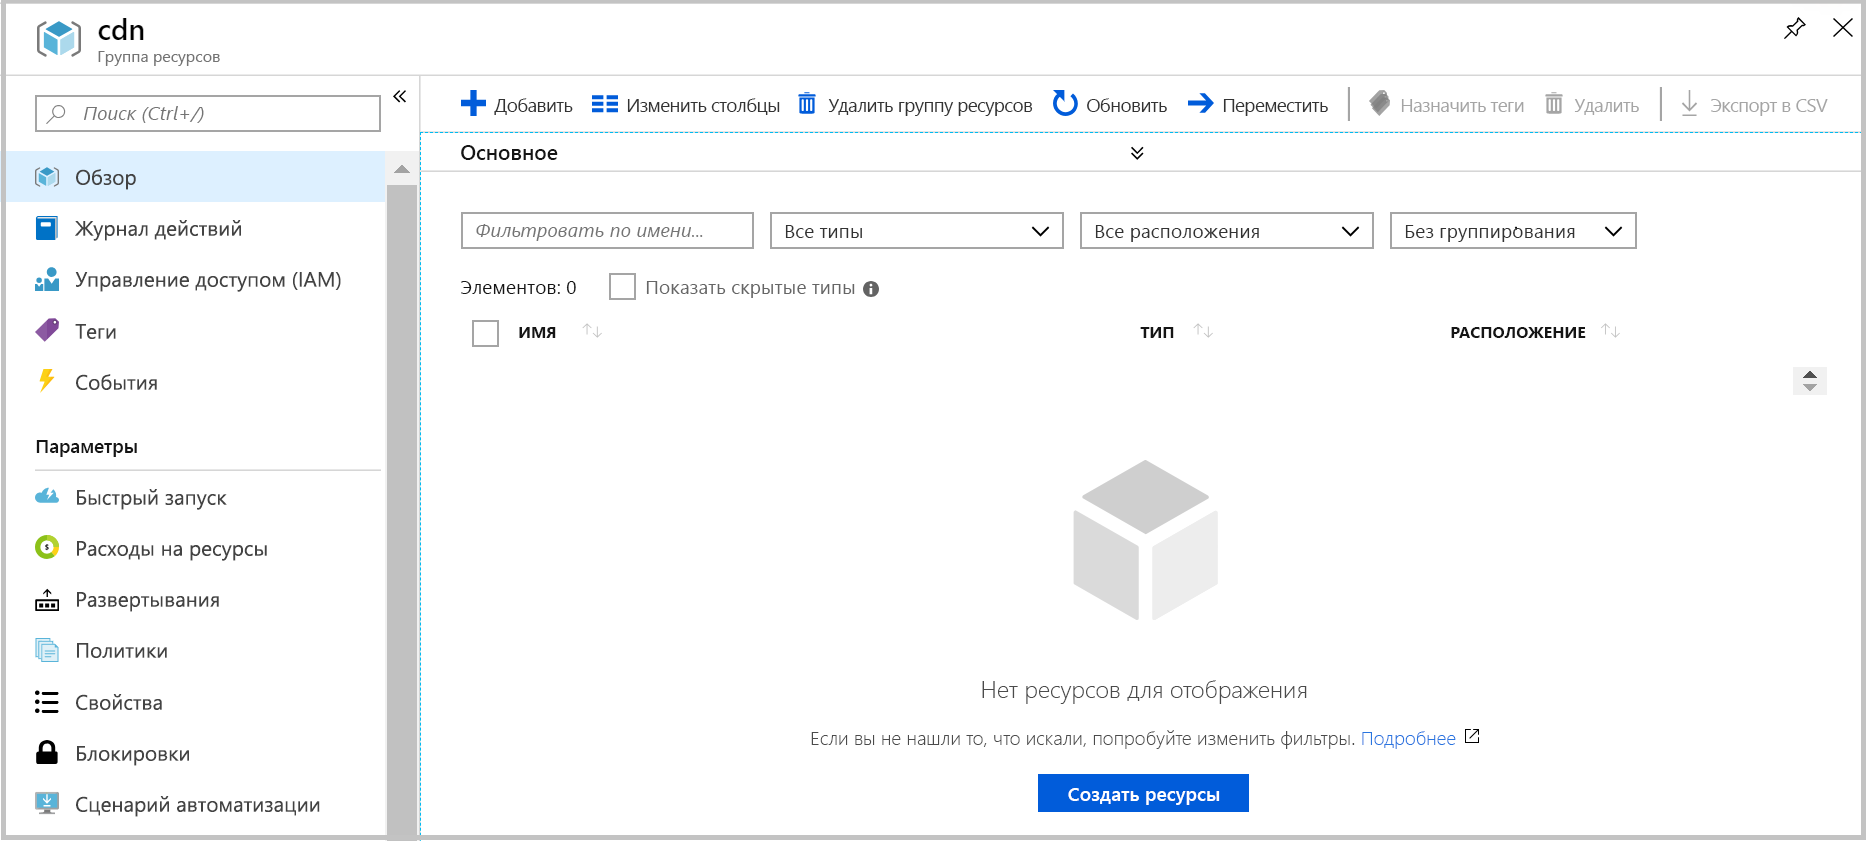 cdn
Группа ресурсов
Поиск (Ctrl+/)
Обзор
Журнал действий
Управление доступом (IAM)
Теги
События
Параметры
Быстрый запуск
Расходы на ресурсы
Развертывания
Политики
Свойства
Блокировки
Сценарий автоматизации
Добавить Изменить столбцы Удалить группу ресурсов Обновить Переместить Назначить теги Удалить Экспорт в CSV
Основное
Фильтровать по имени... Все типы Все расположения Без группирования
Элементов: 0 Показать скрытые типы
ИМЯ ТИП РАСПОЛОЖЕНИЕ
Нет ресурсов для отображения
Если вы не нашли то, что искали, попробуйте изменить фильтры. Подробнее
Создать ресурсы